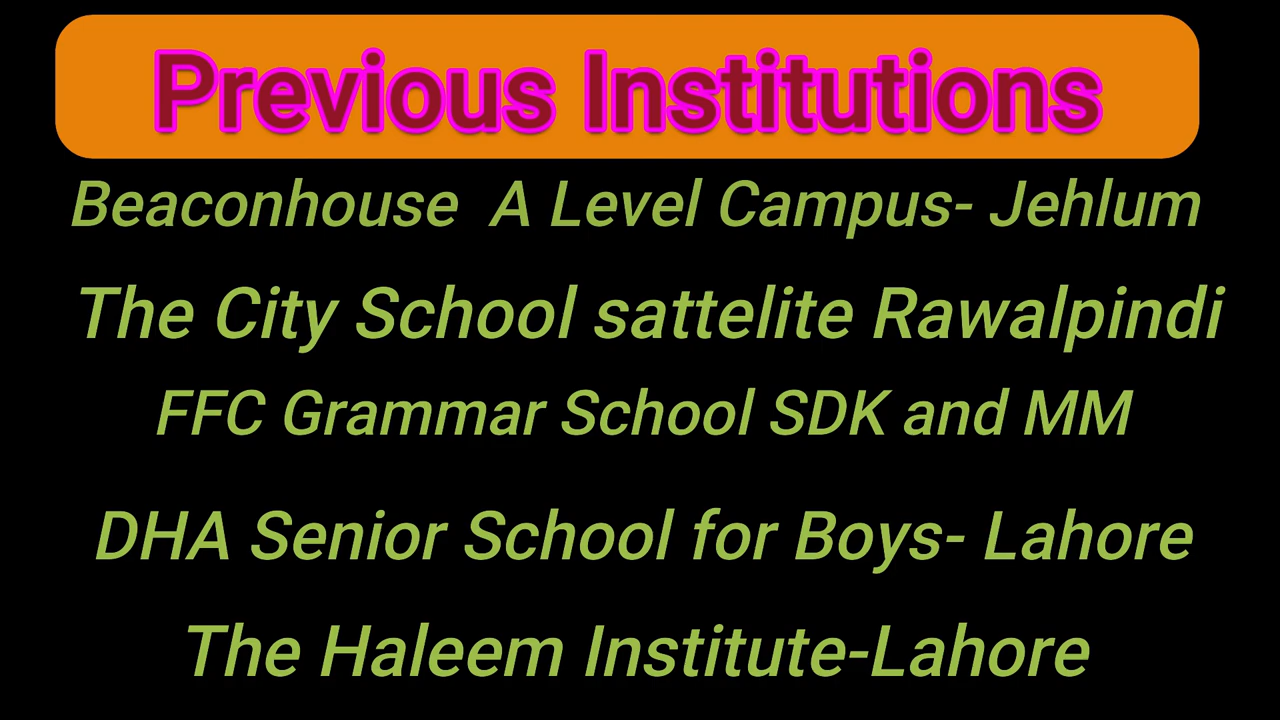 Previous Institutions
Beaconhouse A Level Campus- Jehlum
The City School sattelite Rawalpindi
FFC Grammar School SDK and MM
DHA Senior School for Boys- Lahore
The Haleem Institute-Lahore